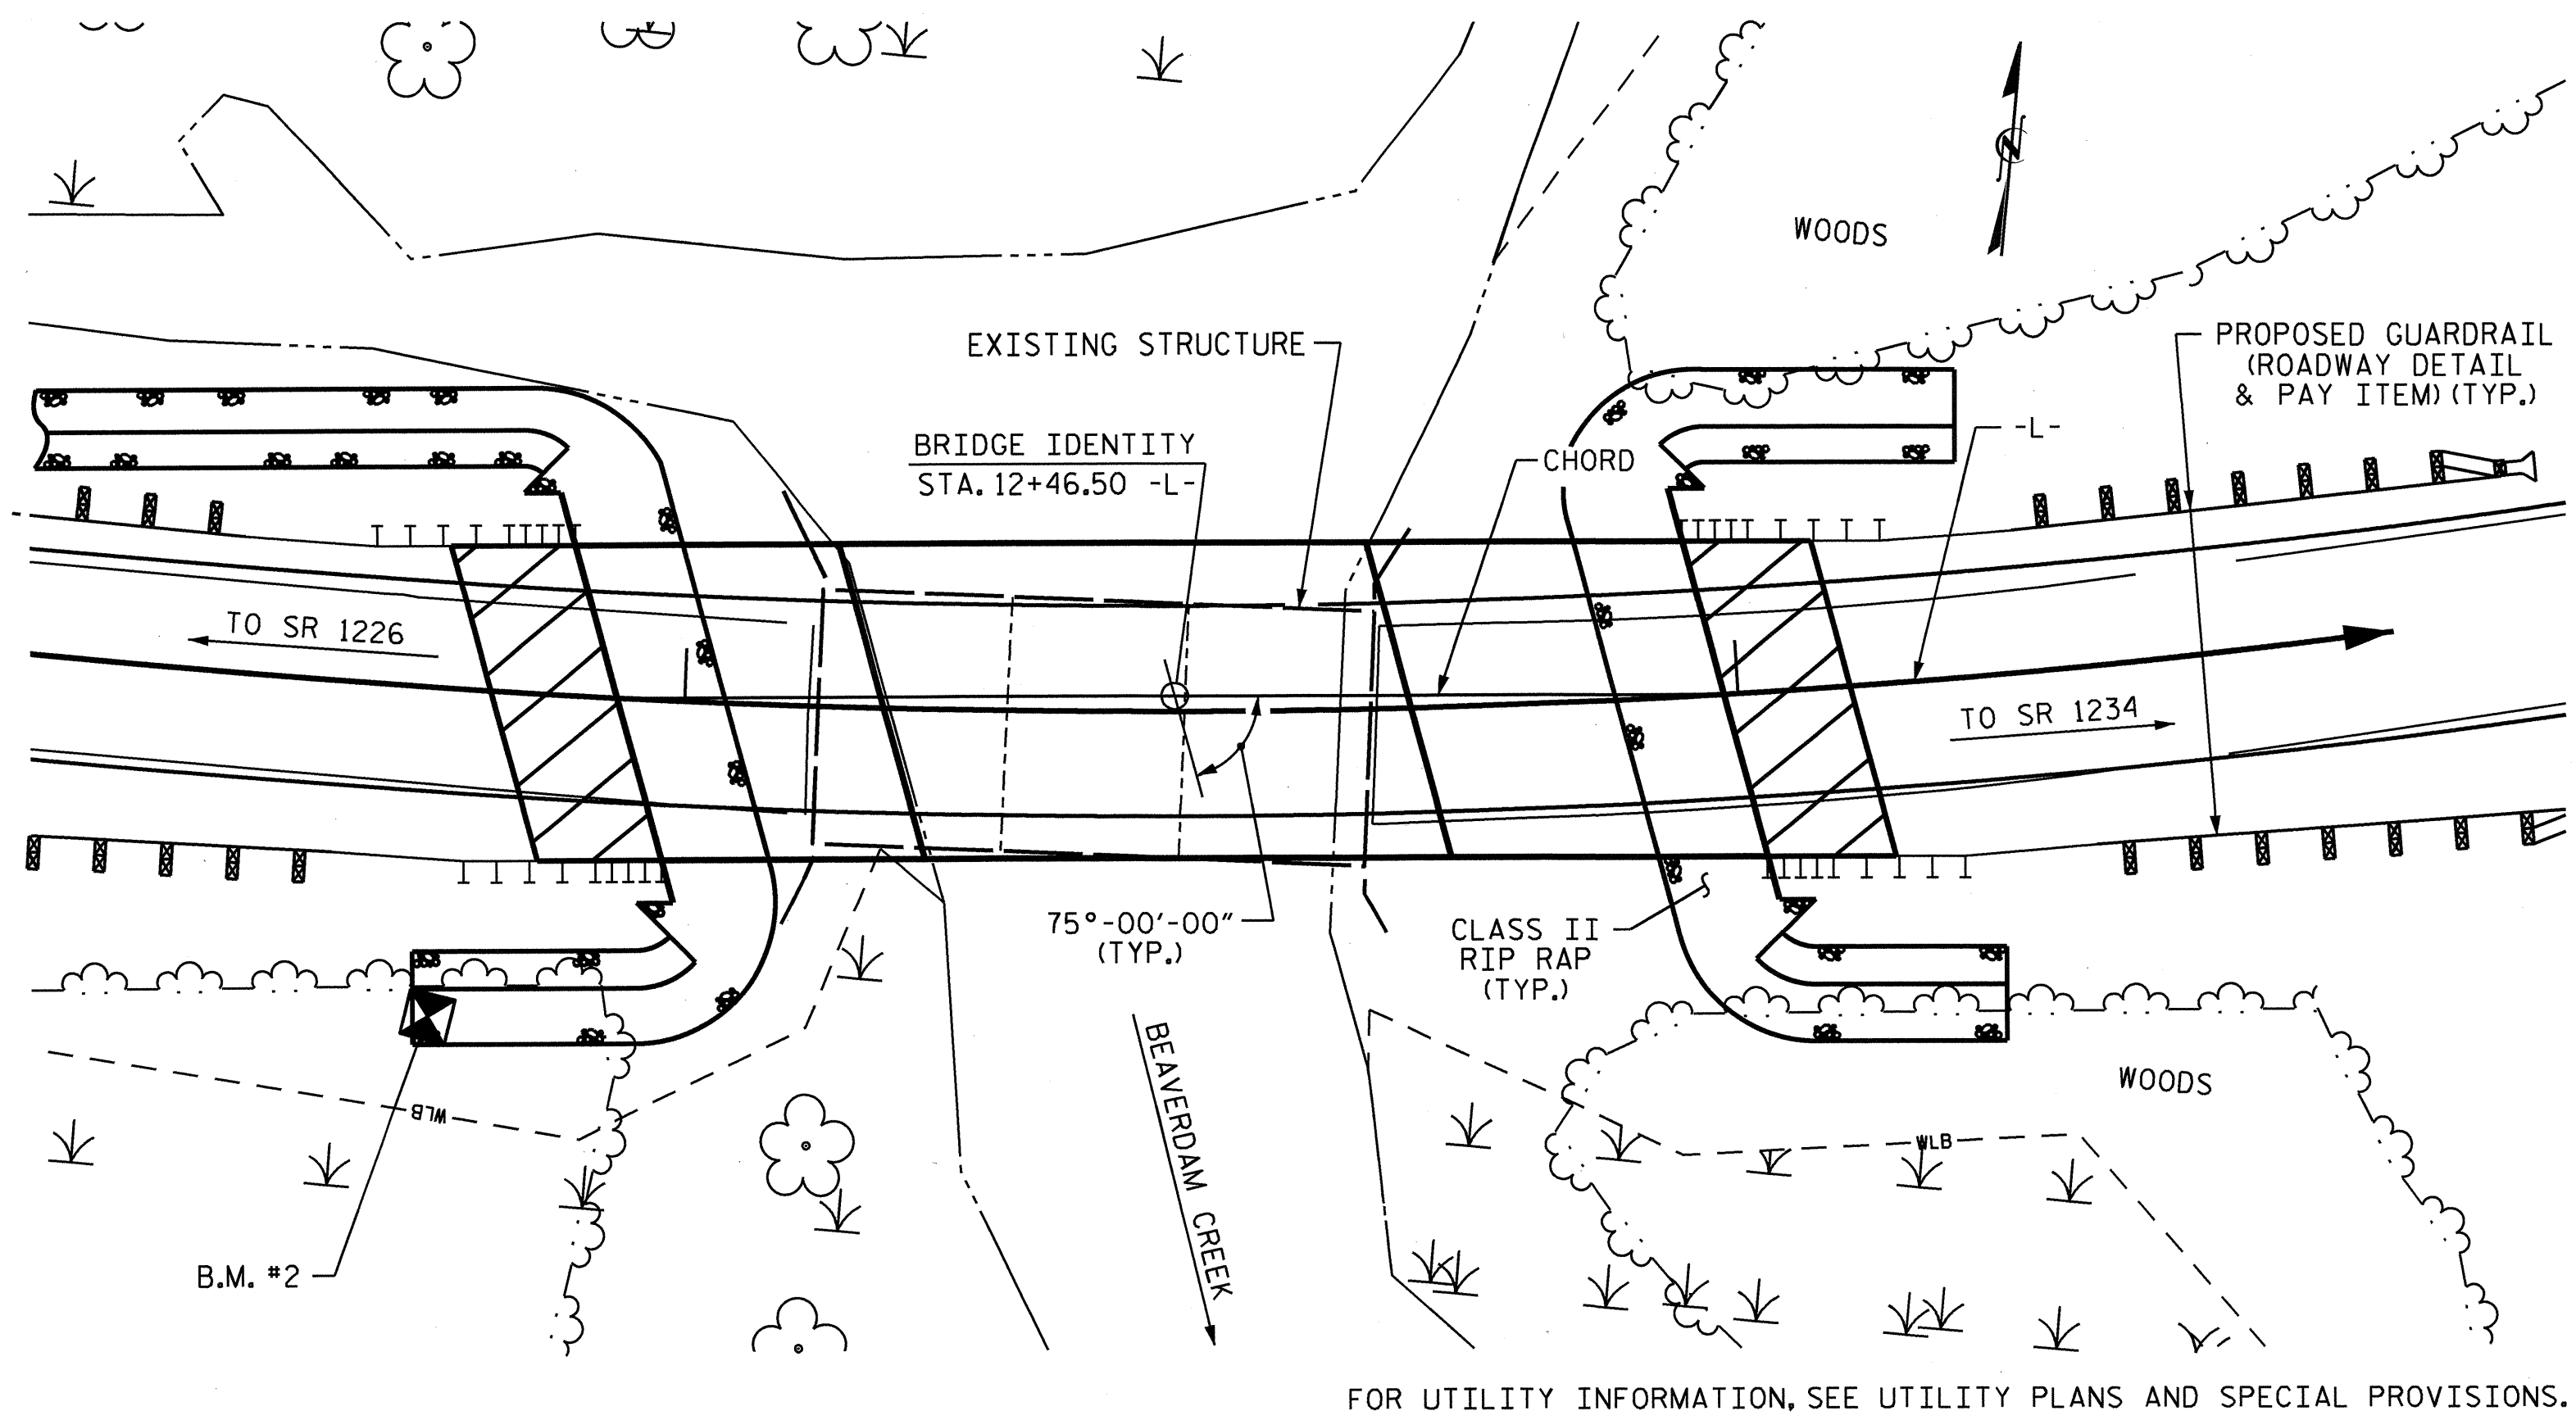 N
WOODS
EXISTING STRUCTURE
PROPOSED GUARDRAIL
(ROADWAY DETAIL
& PAY ITEM)(TYP.)
BRIDGE IDENTITY
STA. 12+46.50 -L-
CHORD
-L-
TO SR 1226
TO SR 1234
75°-00'-00"
(TYP.)
CLASS II
RIP RAP
(TYP.)
BEAVERDAM CREEK
WOODS
WLB
WLB
B.M. #2
FOR UTILITY INFORMATION, SEE UTILITY PLANS AND SPECIAL PROVISIONS.